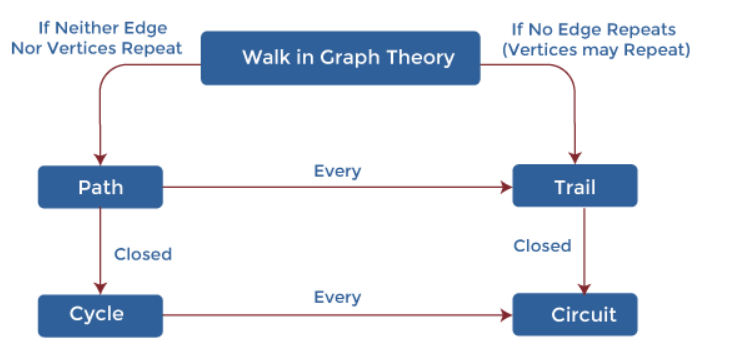 If Neither Edge
Nor Vertices Repeat
Walk in Graph Theory
If No Edge Repeats
(Vertices may Repeat)
Path
Every
Trail
Closed
Closed
Cycle
Every
Circuit